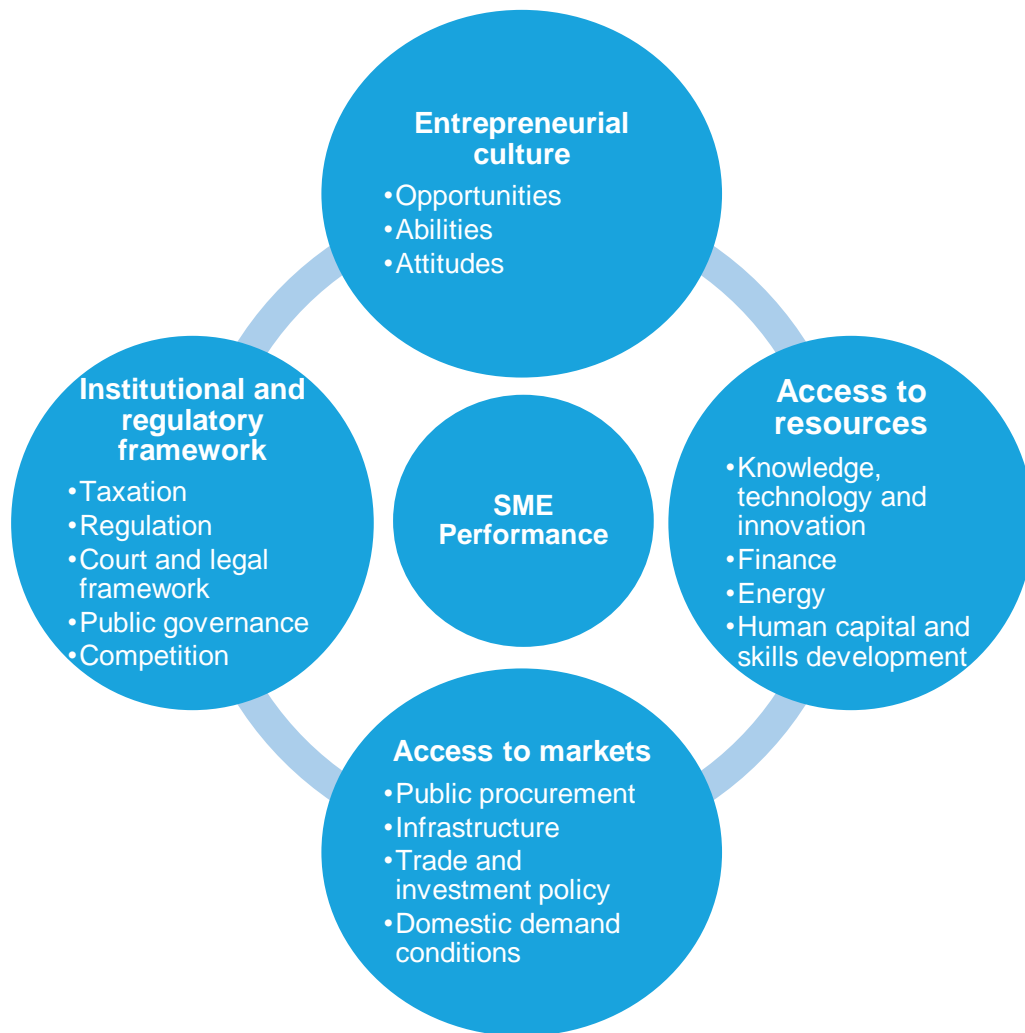 Entrepreneurial
culture
•Opportunities
•Abilities
•Attitudes
Institutional and
regulatory
framework
•Taxation
•Regulation
•Court and legal
framework
•Public governance
•Competition
SME
Performance
Access to
resources
•Knowledge,
technology and
innovation
•Finance
•Energy
•Human capital and
skills development
Access to markets
•Public procurement
•Infrastructure
•Trade and
investment policy
•Domestic demand
conditions